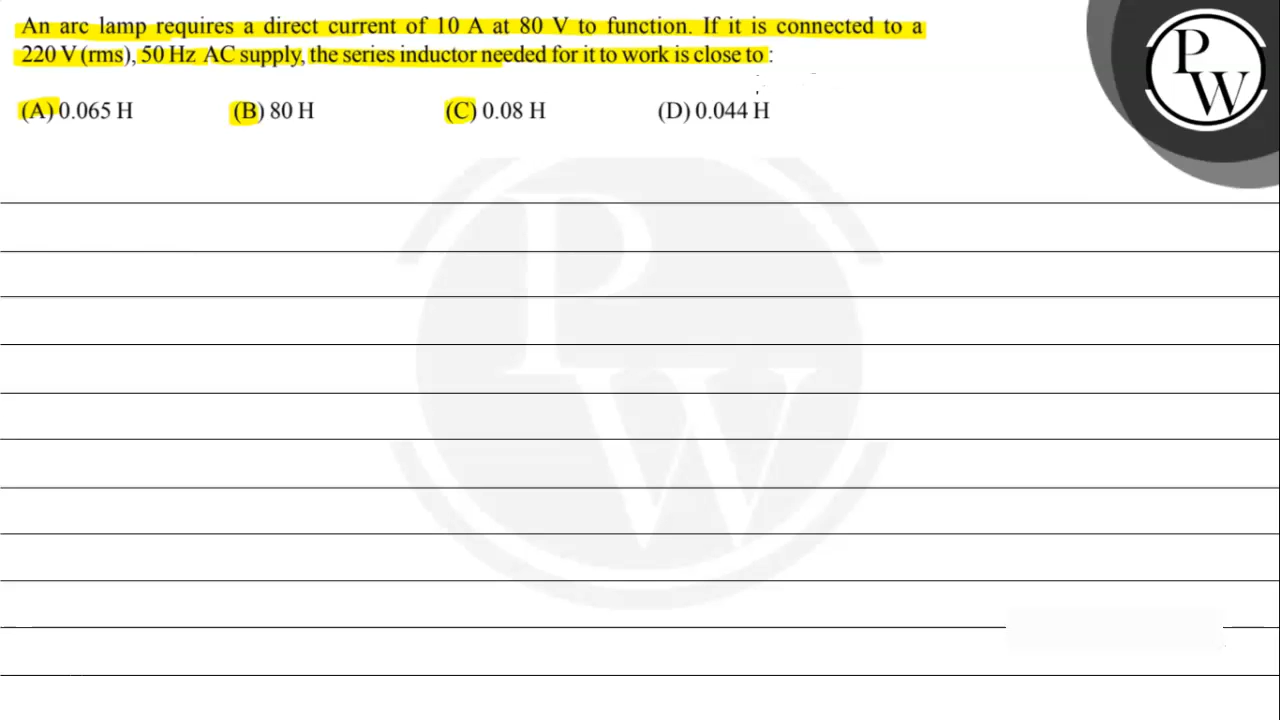 An arc lamp requires a direct current of 10 A at 80 V to function. If it is connected to a
220 V (rms), 50 Hz AC supply, the series inductor needed for it to work is close to :
(A) 0.065 H (B) 80 H (C) 0.08 H (D) 0.044 H
P
W
P
W